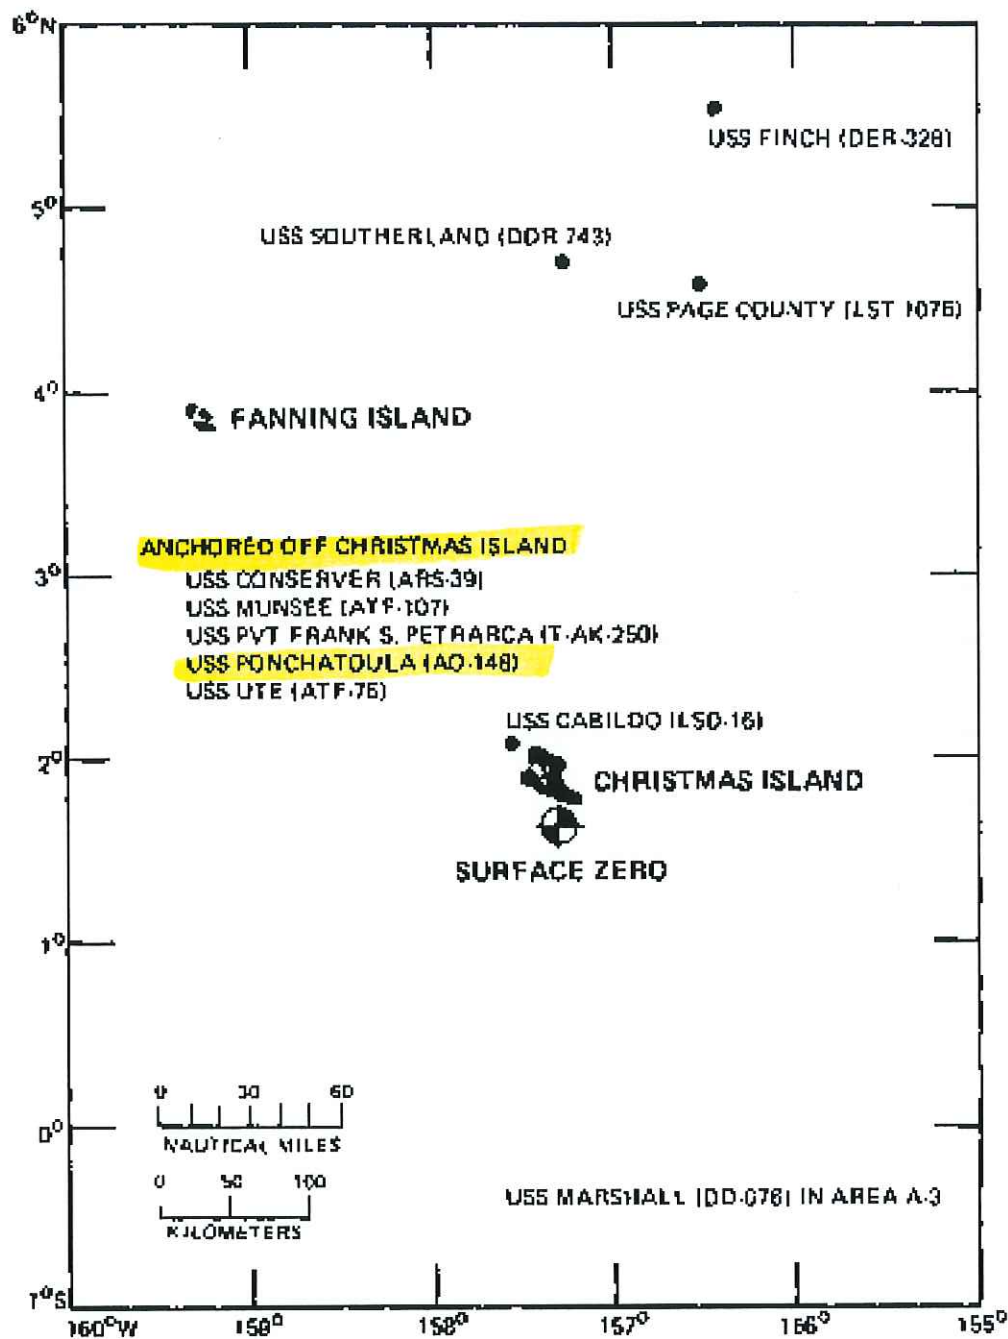 6°N
USS FINCH (DER-328)
5°
USS SOUTHERLAND (DDR 743)
USS PAGE COUNTY (LST 1076)
4°
FANNING ISLAND
ANCHORED OFF CHRISTMAS ISLAND
3°
USS CONSERVER (ARS-39)
USS MUNSEE (ATF-107)
USS PVT FRANK S. PETRARCA (T-AK-250)
USS PONCHATOULA (AO-148)
USS UTE (ATF-76)
USS CABILDO (LSD-16)
2°
CHRISTMAS ISLAND
SURFACE ZERO
1°
0 30 60
0°
NAUTICAL MILES
0 50 100
USS MARSHALL (DD-676) IN AREA A-3
KILOMETERS
1°S
160°W 159° 158° 157° 156° 155°